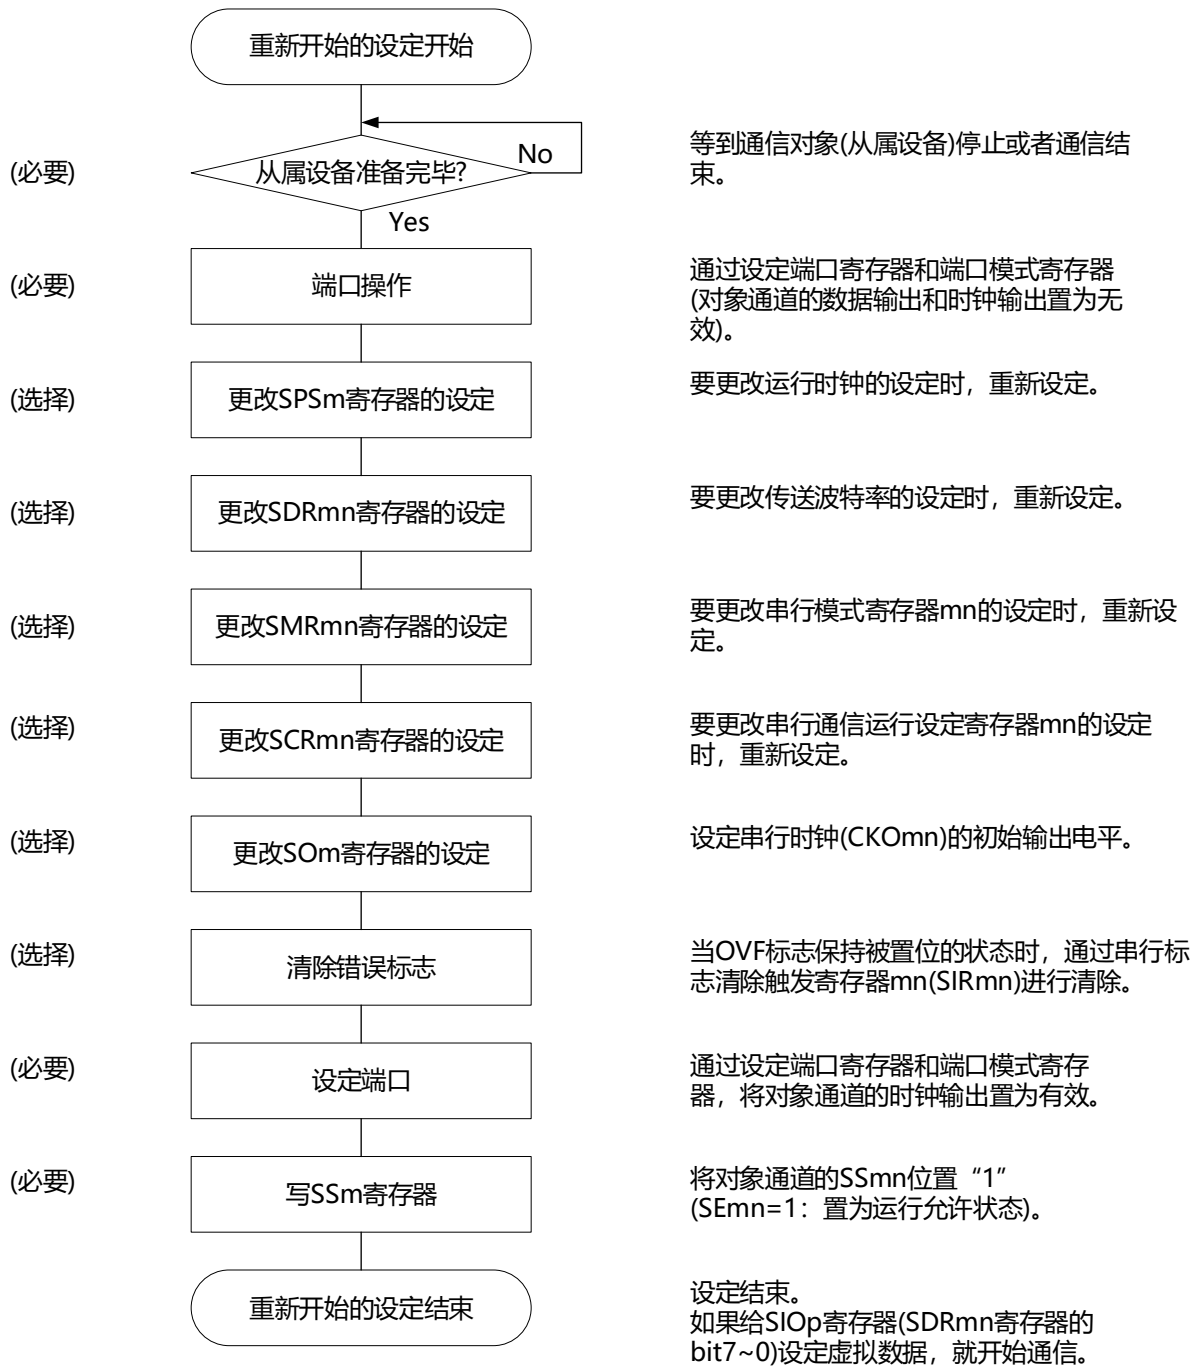 重新开始的设定开始
(必要)
从属设备准备完毕?
No
等到通信对象(从属设备)停止或者通信结
束。
Yes
(必要)
端口操作
通过设定端口寄存器和端口模式寄存器
(对象通道的数据输出和时钟输出置为无
效)。
(选择)
更改SPSm寄存器的设定
要更改运行时钟的设定时，重新设定。
(选择)
更改SDRmn寄存器的设定
要更改传送波特率的设定时，重新设定。
(选择)
更改SMRmn寄存器的设定
要更改串行模式寄存器mn的设定时，重新设
定。
(选择)
更改SCRmn寄存器的设定
要更改串行通信运行设定寄存器mn的设定
时，重新设定。
(选择)
更改SOm寄存器的设定
设定串行时钟(CKOmn)的初始输出电平。
(选择)
清除错误标志
当OVF标志保持被置位的状态时，通过串行标
志清除触发寄存器mn(SIRmn)进行清除。
(必要)
设定端口
通过设定端口寄存器和端口模式寄存
器，将对象通道的时钟输出置为有效。
(必要)
写SSm寄存器
将对象通道的SSmn位置“1”
(SEmn=1：置为运行允许状态)。
重新开始的设定结束
设定结束。
如果给SIOp寄存器(SDRmn寄存器的
bit7~0)设定虚拟数据，就开始通信。